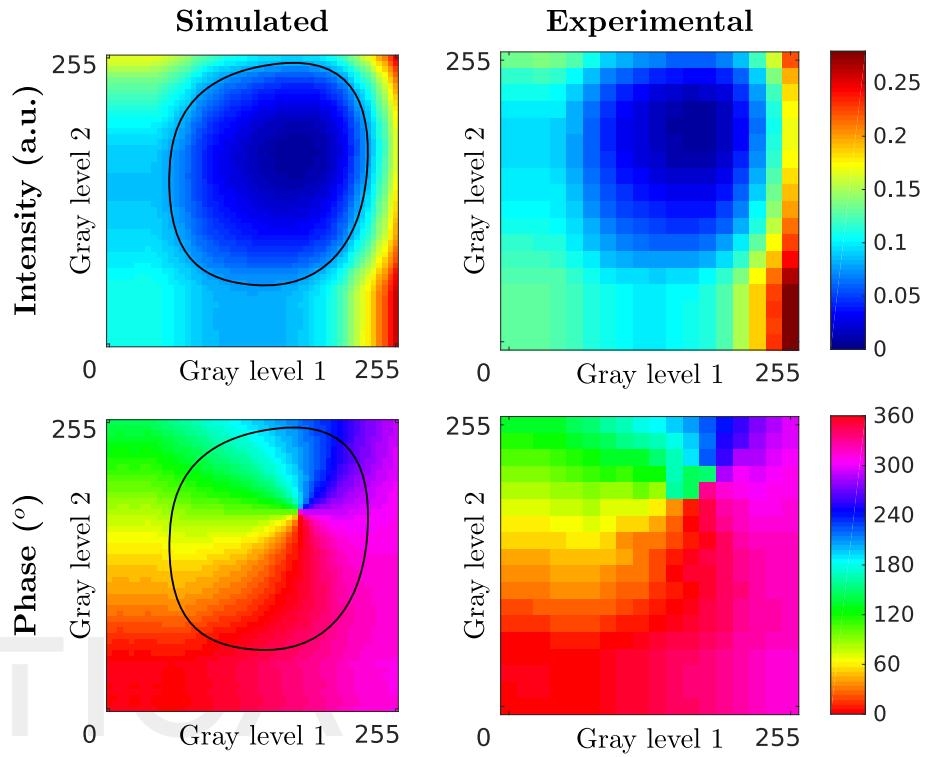 Simulated
Experimental
Intensity (a.u.)
255
Gray level 2
0
Gray level 1
255
255
Gray level 2
0
Gray level 1
255
0.25
0.2
0.15
0.1
0.05
0
Phase (°)
255
Gray level 2
0
Gray level 1
255
255
Gray level 2
0
Gray level 1
255
360
300
240
180
120
60
0